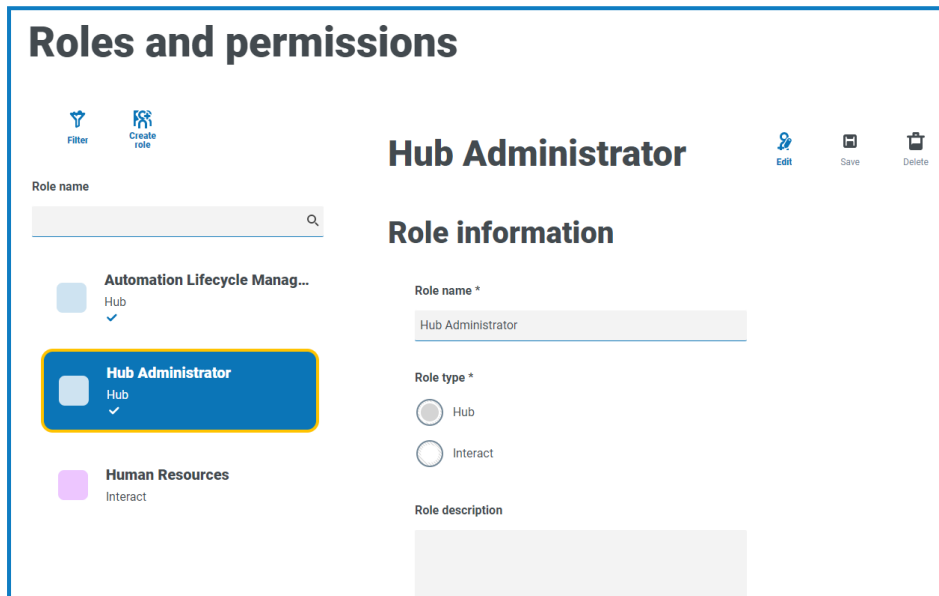 Roles and permissions
Filter
Create
role
Role name
Automation Lifecycle Manag...
Hub
Hub Administrator
Hub
Human Resources
Interact
Hub Administrator
Edit
Save
Delete
Role information
Role name *
Hub Administrator
Role type *
Hub
Interact
Role description